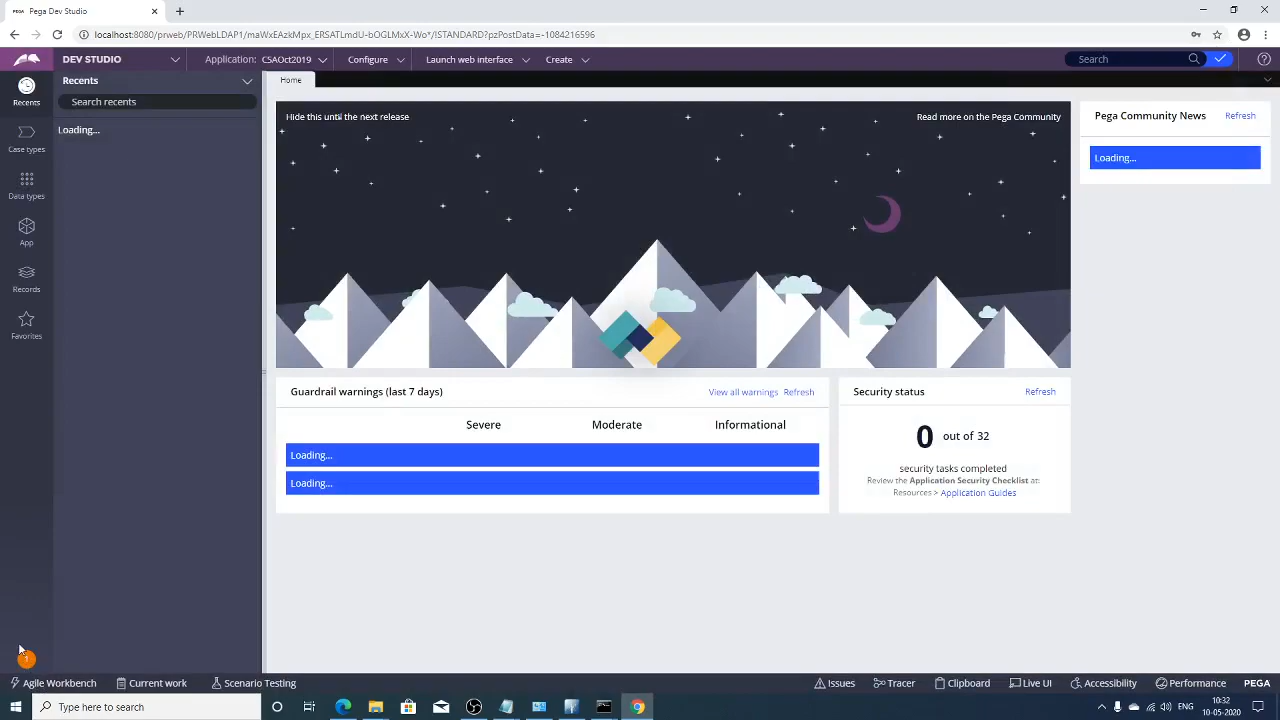 Pega Dev Studio
localhost:8080/prweb/PRWebLDAP1/maWxEAzkMpx_ERSATLmdU-bOGLMxX-Wo*/!STANDARD?pzPostData=-1084216596
DEV STUDIO
Application: CSAOct2019
Configure
Launch web interface
Create
Search
Recents
Search recents
Loading...
Recents
Case types
Data types
App
Records
Favorites
1
Home
Hide this until the next release
Read more on the Pega Community
Pega Community News
Refresh
Loading...
Guardrail warnings (last 7 days)
View all warnings
Refresh
Severe
Moderate
Informational
Loading...
Loading...
Security status
Refresh
0 out of 32
security tasks completed
Review the Application Security Checklist at:
Resources > Application Guides
Agile Workbench
Current work
Scenario Testing
Issues
Tracer
Clipboard
Live UI
Accessibility
Performance
PEGA
Type here to search
ENG
10:32
10-05-2020